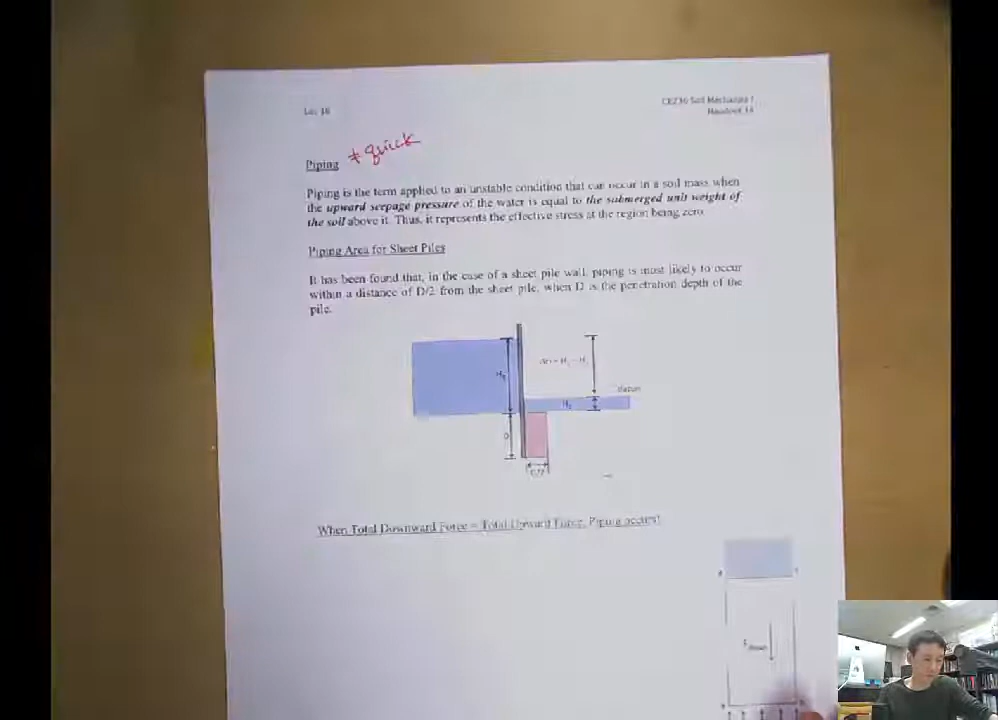 Lec 16
CE236 Soil Mechanics I
Handout 16
Piping ≠ quick
Piping is the term applied to an unstable condition that can occur in a soil mass when
the upward seepage pressure of the water is equal to the submerged unit weight of
the soil above it. Thus, it represents the effective stress at the region being zero.
Piping Area for Sheet Piles
It has been found that, in the case of a sheet pile wall, piping is most likely to occur
within a distance of D/2 from the sheet pile, when D is the penetration depth of the
pile.
datum
D
D/2
When Total Downward Force = Total Upward Force, Piping occurs!